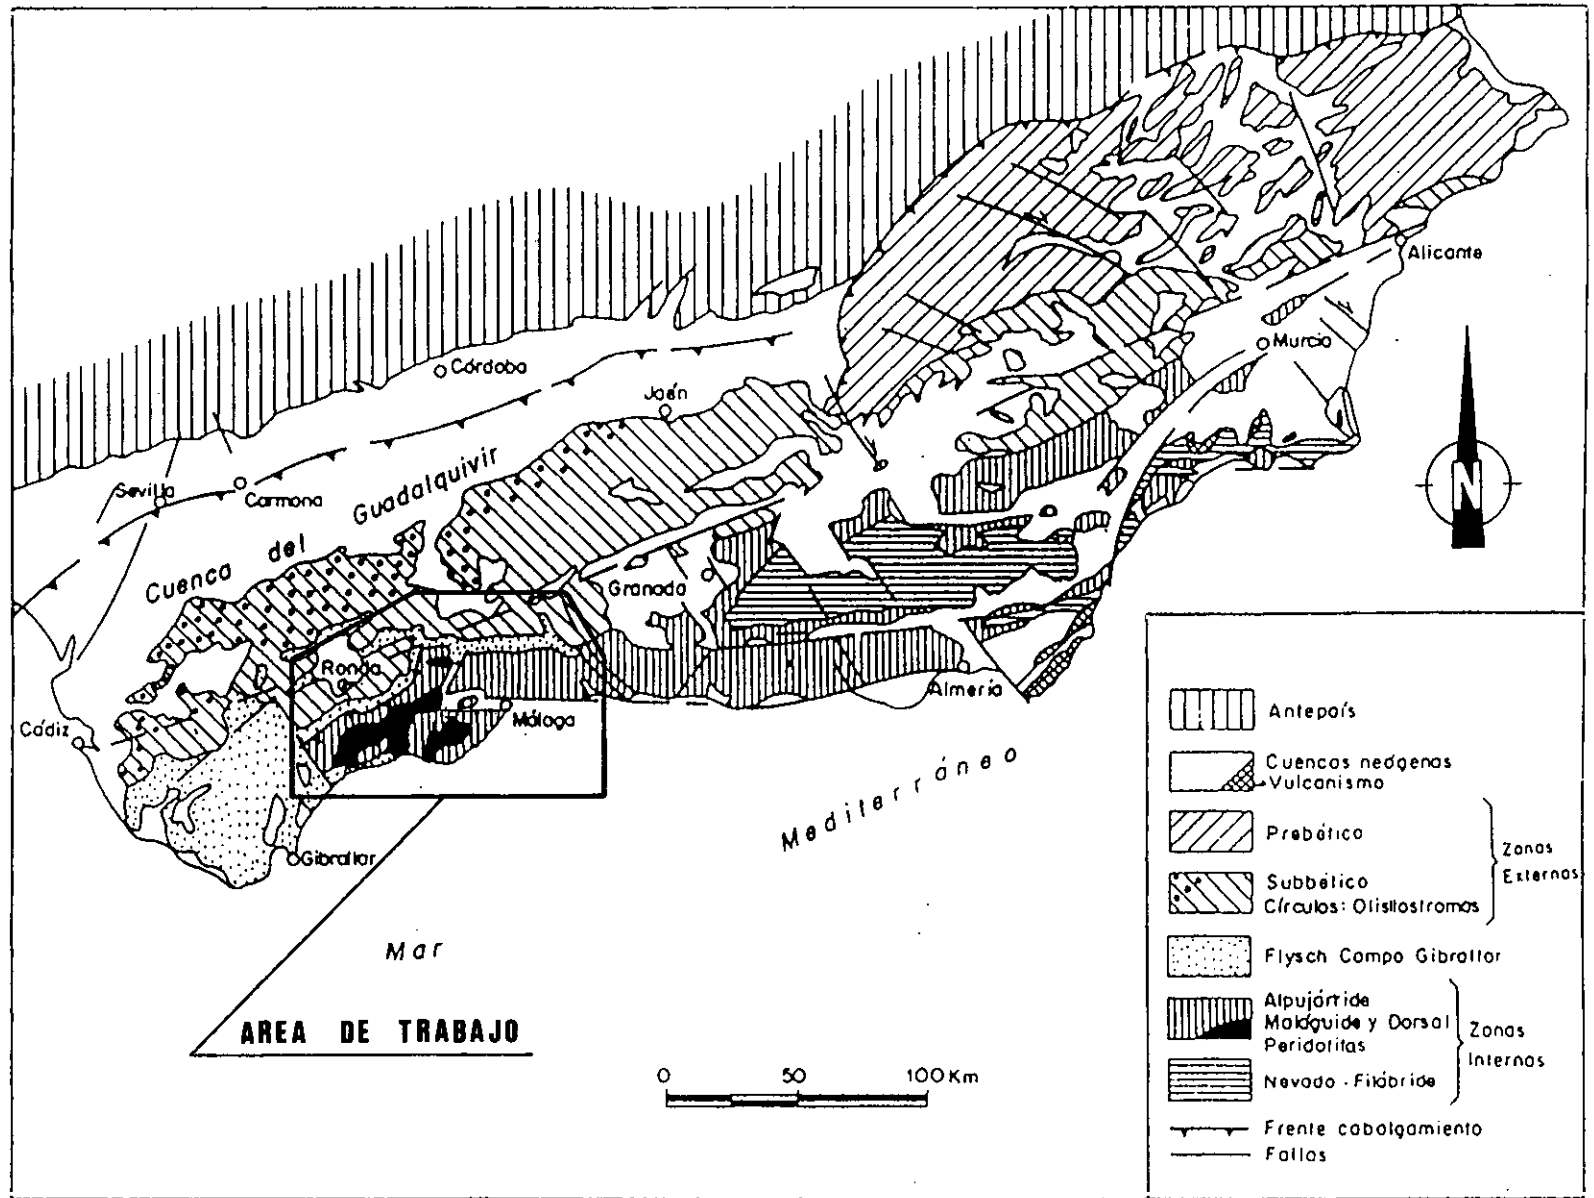 Alicante
Murcia
Córdoba
Jaén
Sevilla
Carmona
Cuenca del Guadalquivir
Granada
Ronda
Almería
Málaga
Cádiz
Gibraltar
Mar Mediterráneo
AREA DE TRABAJO
0 50 100 Km
N
Antepaís
Cuencas neógenas
Vulcanismo
Prebético
Zonas
Externas
Subbético
Círculos: Olistostromas
Flysch Campo Gibraltar
Alpujárride
Maláguide y Dorsal
Peridotitas
Zonas
Internas
Nevado - Filábride
Frente cabalgamiento
Fallas